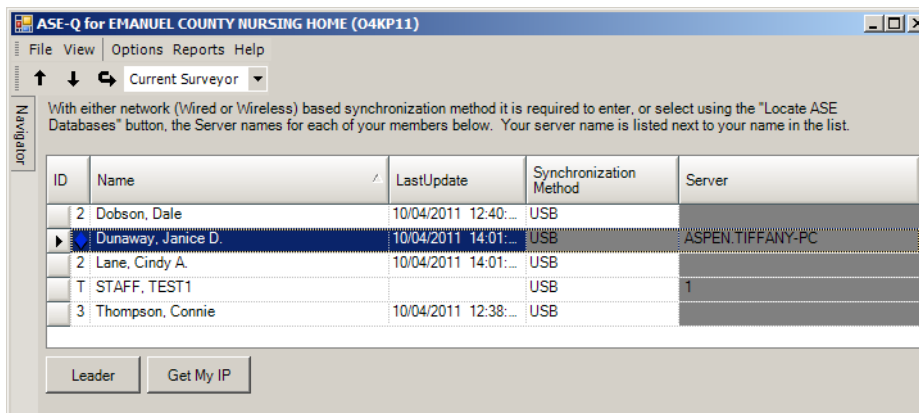 ASE-Q for EMANUEL COUNTY NURSING HOME (O4KP11)
File View Options Reports Help
Current Surveyor
Navigator
With either network (Wired or Wireless) based synchronization method it is required to enter, or select using the "Locate ASE
Databases" button, the Server names for each of your members below. Your server name is listed next to your name in the list.
ID Name LastUpdate Synchronization Method Server
2 Dobson, Dale 10/04/2011 12:40:... USB
Dunaway, Janice D. 10/04/2011 14:01:... USB ASPEN.TIFFANY-PC
2 Lane, Cindy A. 10/04/2011 14:01:... USB
T STAFF, TEST1 USB 1
3 Thompson, Connie 10/04/2011 12:38:... USB
Leader Get My IP